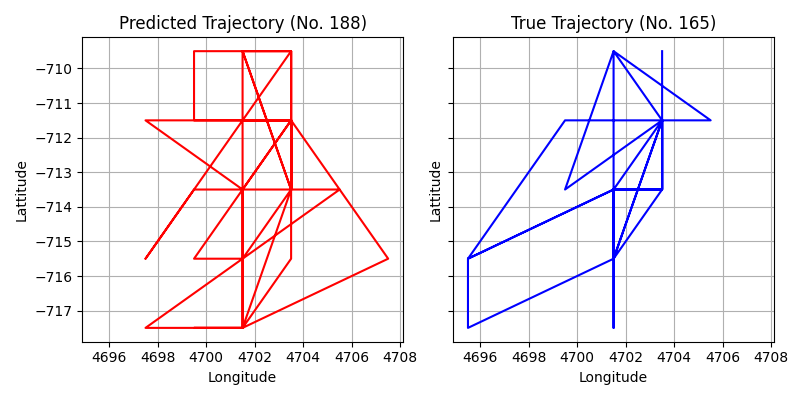 Predicted Trajectory (No. 188)
True Trajectory (No. 165)
−710
−711
−712
−713
−714
−715
−716
−717
Lattitude
Lattitude
4696 4698 4700 4702 4704 4706 4708
4696 4698 4700 4702 4704 4706 4708
Longitude
Longitude